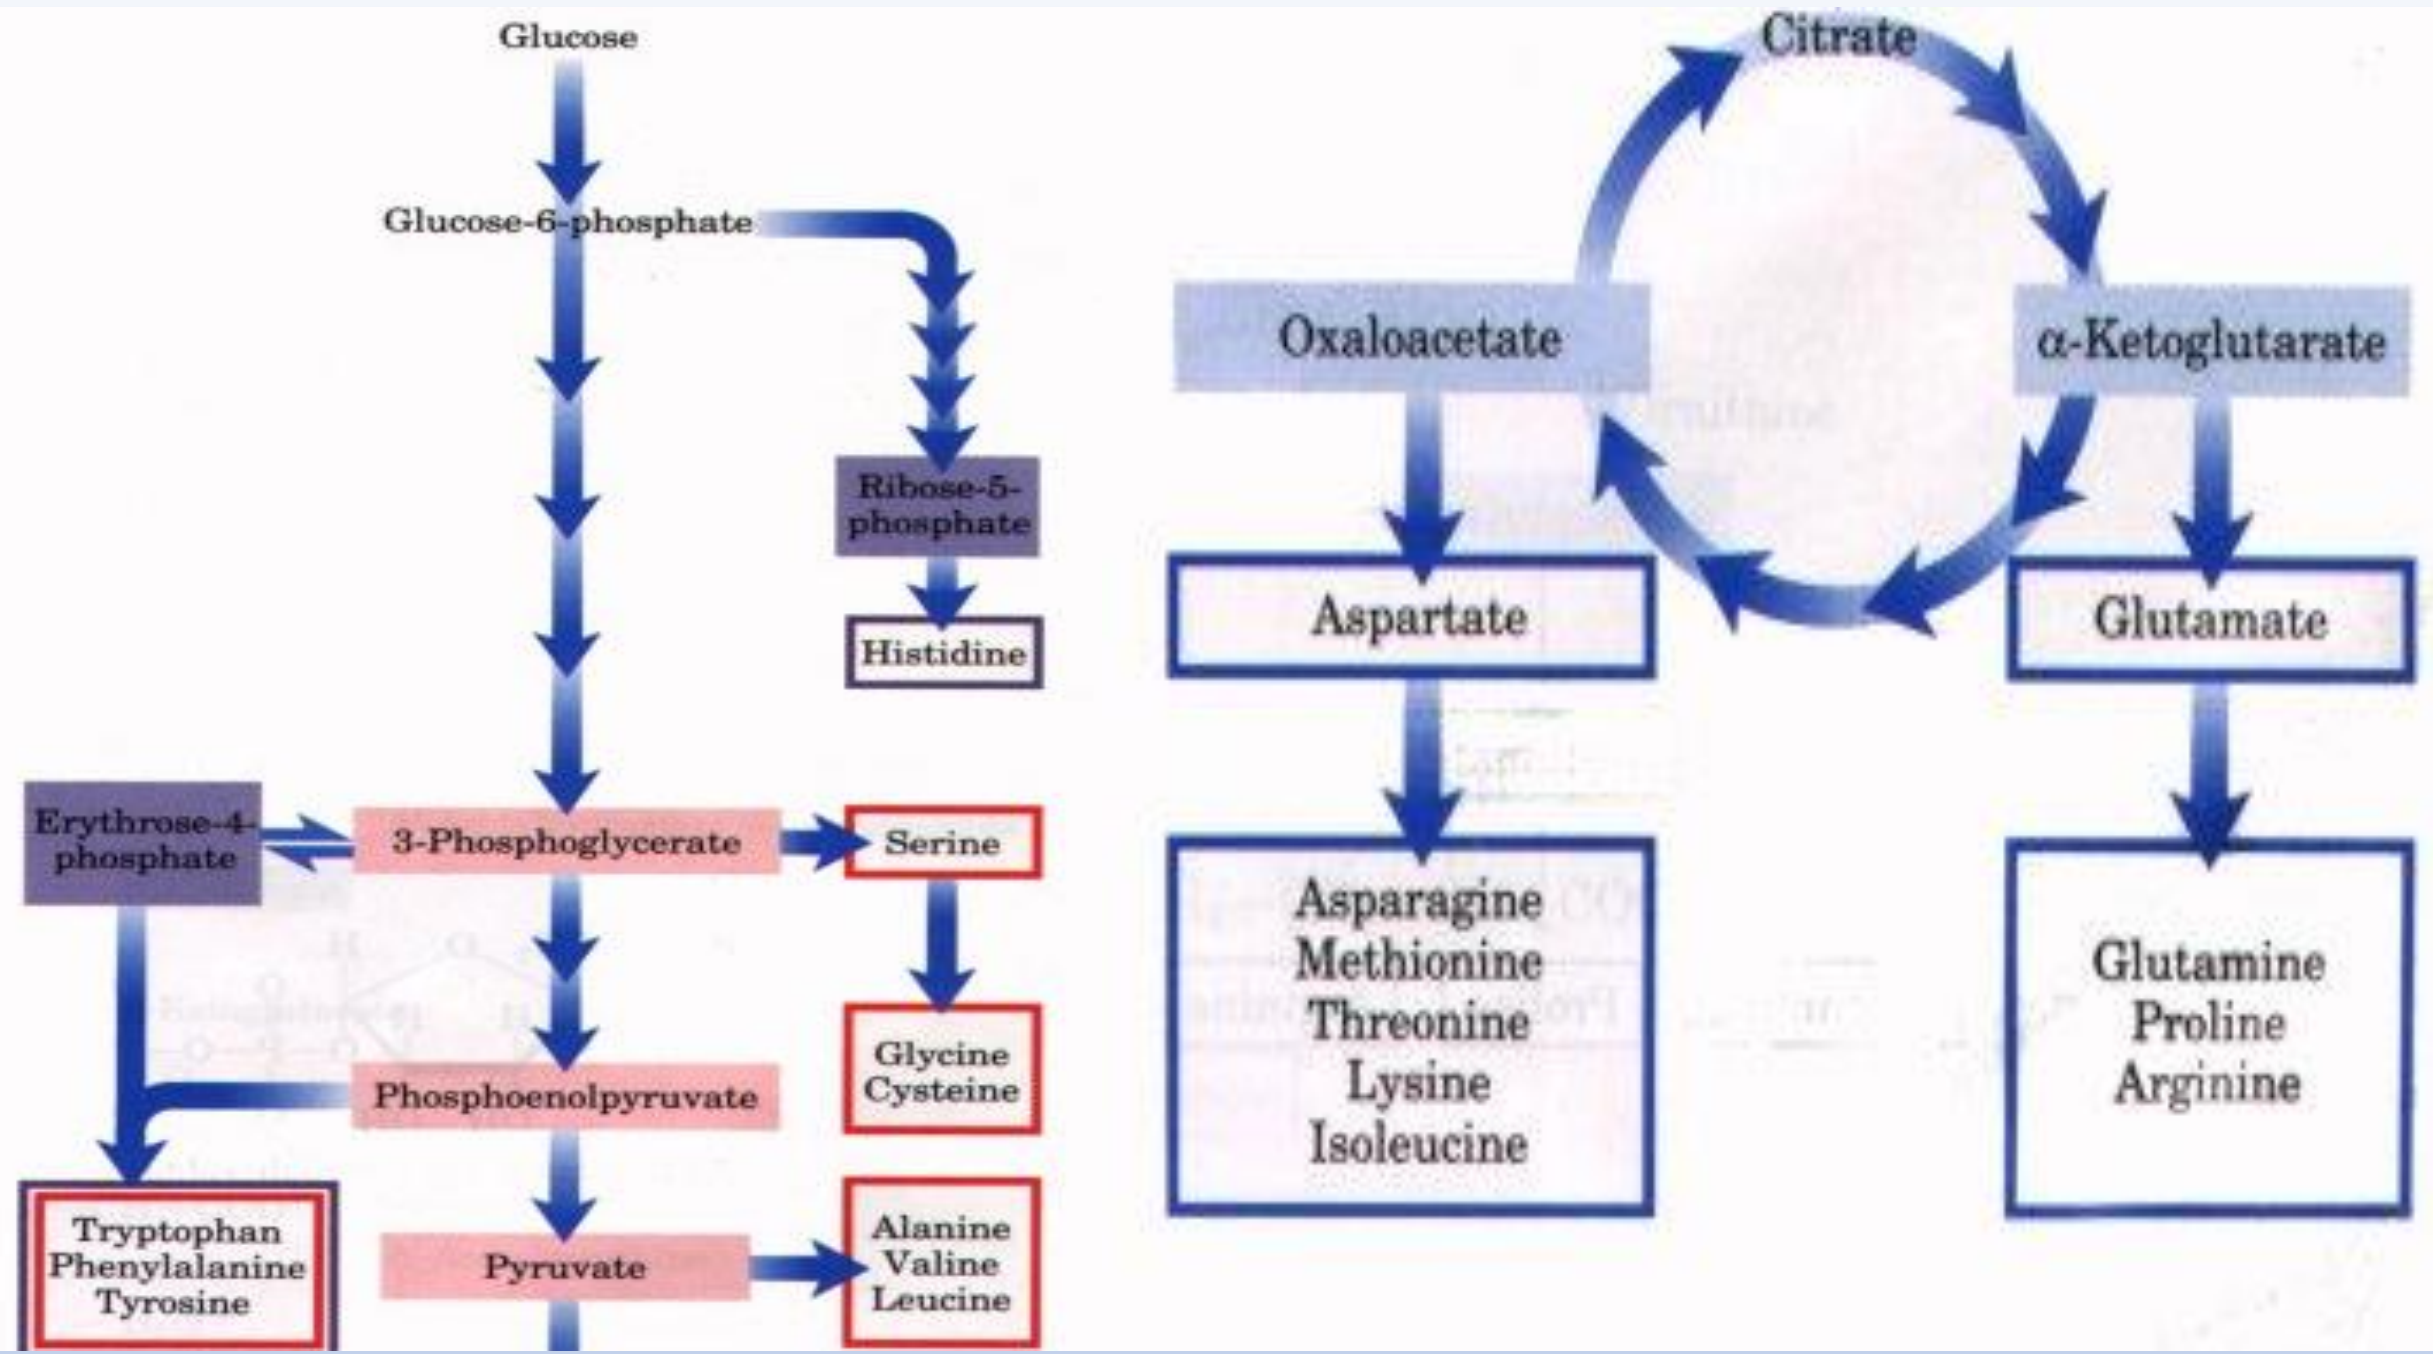 Glucose
Glucose-6-phosphate
Ribose-5-
phosphate
Histidine
Erythrose-4-
phosphate
3-Phosphoglycerate
Serine
Glycine
Cysteine
Phosphoenolpyruvate
Tryptophan
Phenylalanine
Tyrosine
Pyruvate
Alanine
Valine
Leucine
Citrate
Oxaloacetate
α-Ketoglutarate
Aspartate
Glutamate
Asparagine
Methionine
Threonine
Lysine
Isoleucine
Glutamine
Proline
Arginine